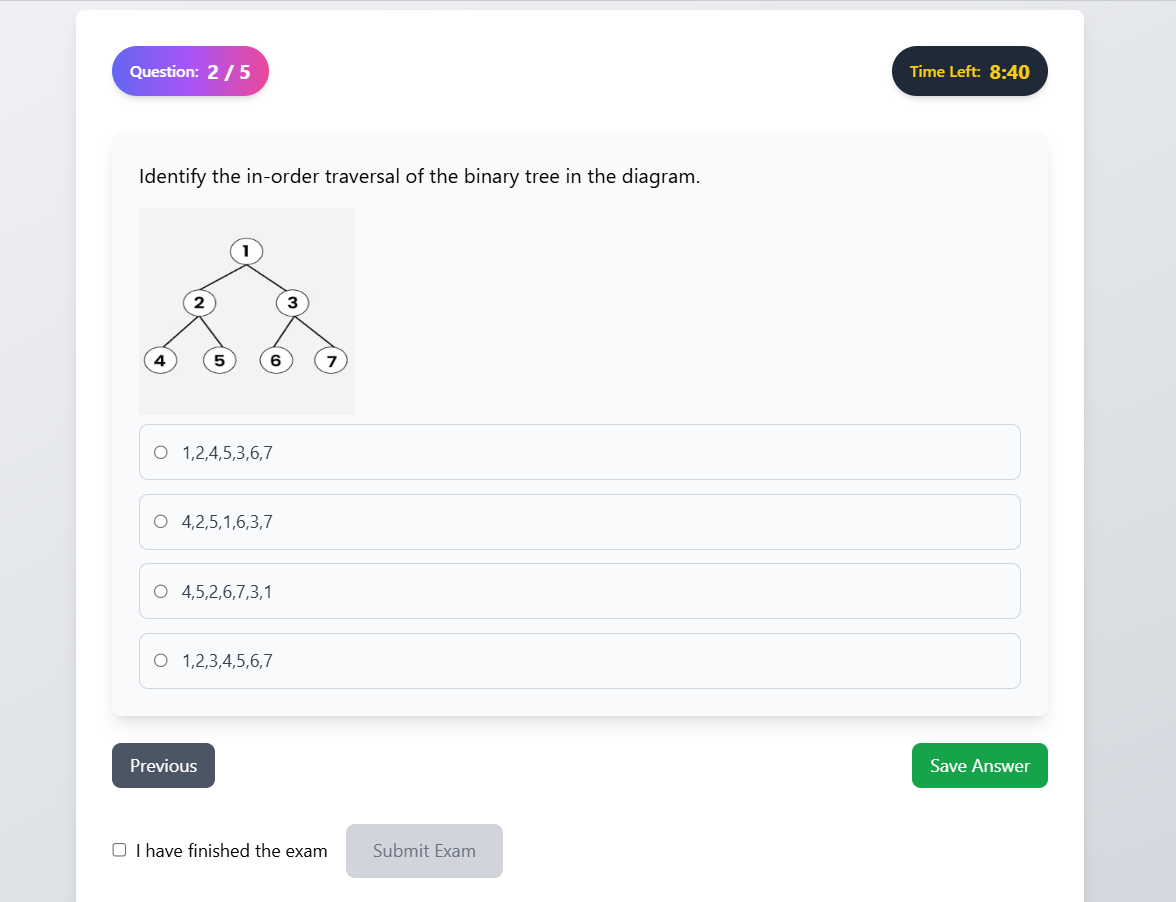 Question: 2 / 5
Time Left: 8:40
Identify the in-order traversal of the binary tree in the diagram.
1
2 3
4 5 6 7
1,2,4,5,3,6,7
4,2,5,1,6,3,7
4,5,2,6,7,3,1
1,2,3,4,5,6,7
Previous
Save Answer
I have finished the exam
Submit Exam